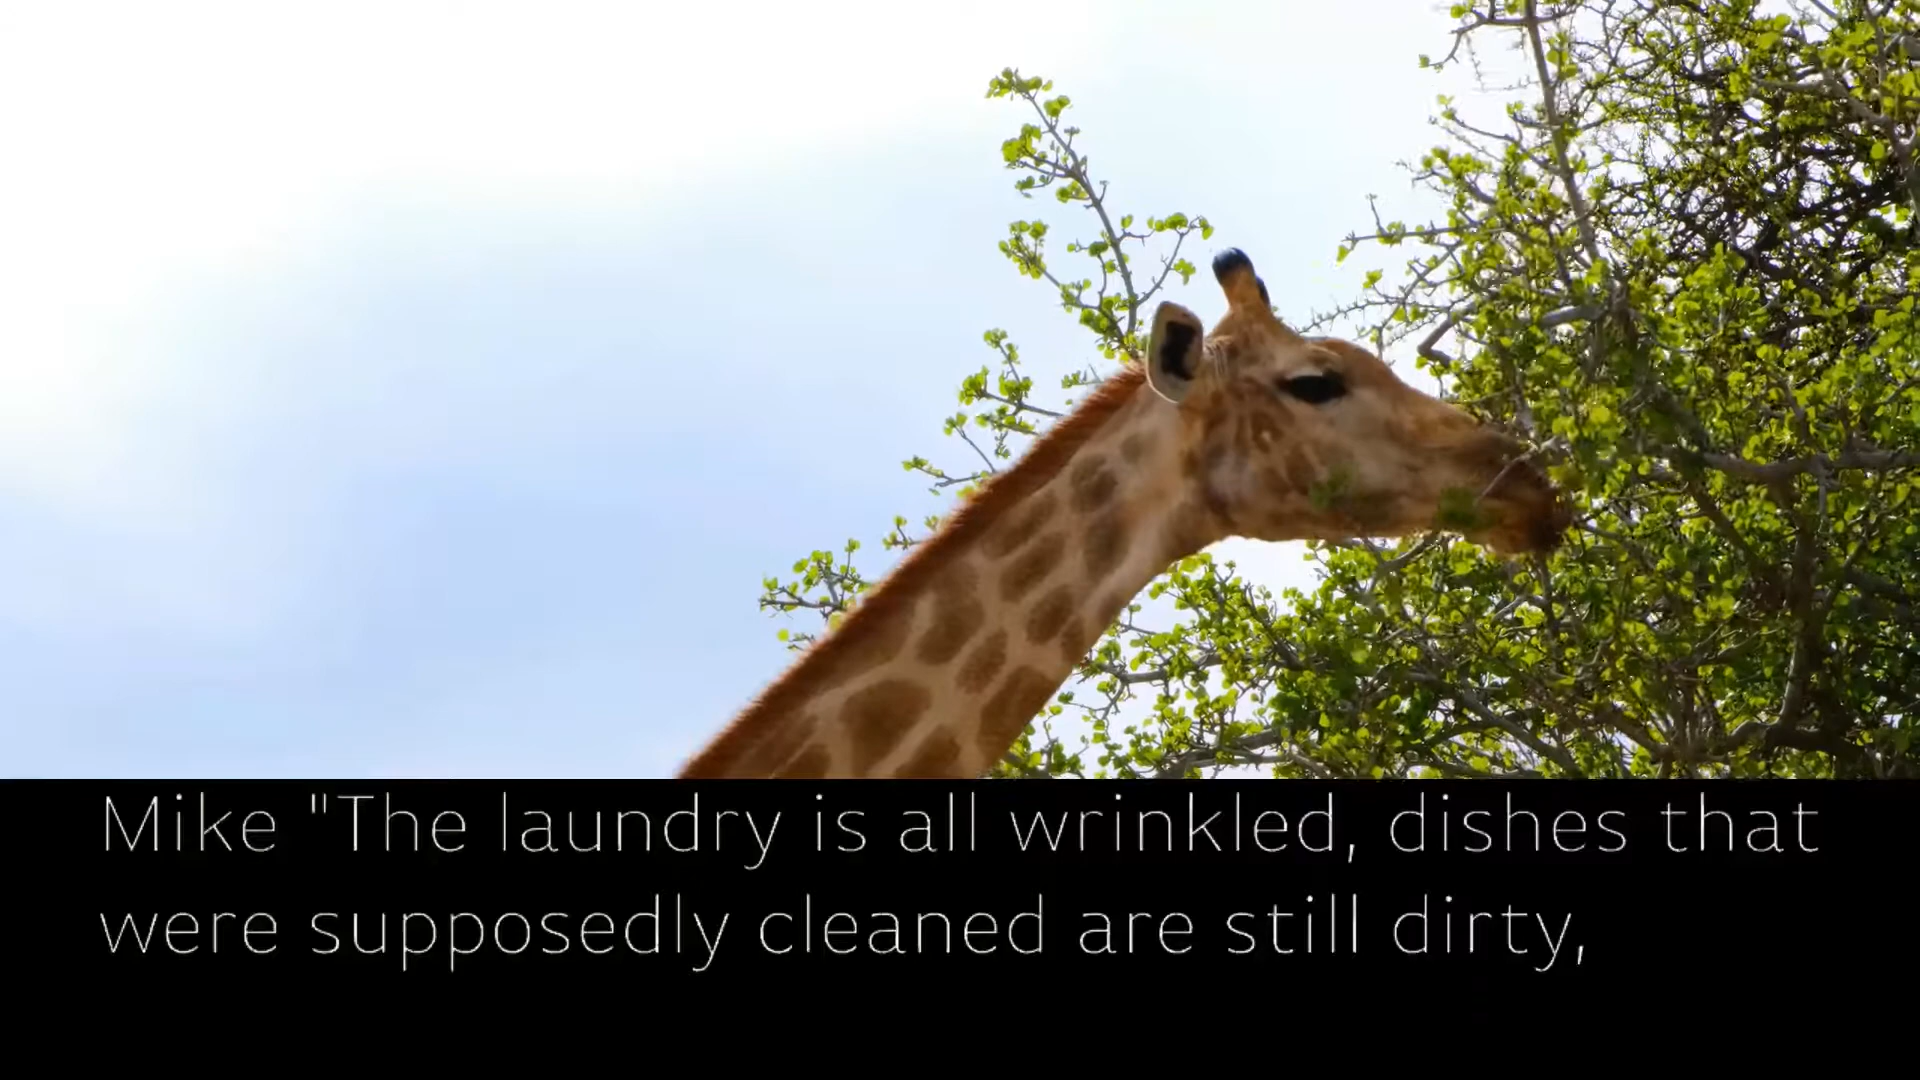 Mike "The laundry is all wrinkled, dishes that
were supposedly cleaned are still dirty,